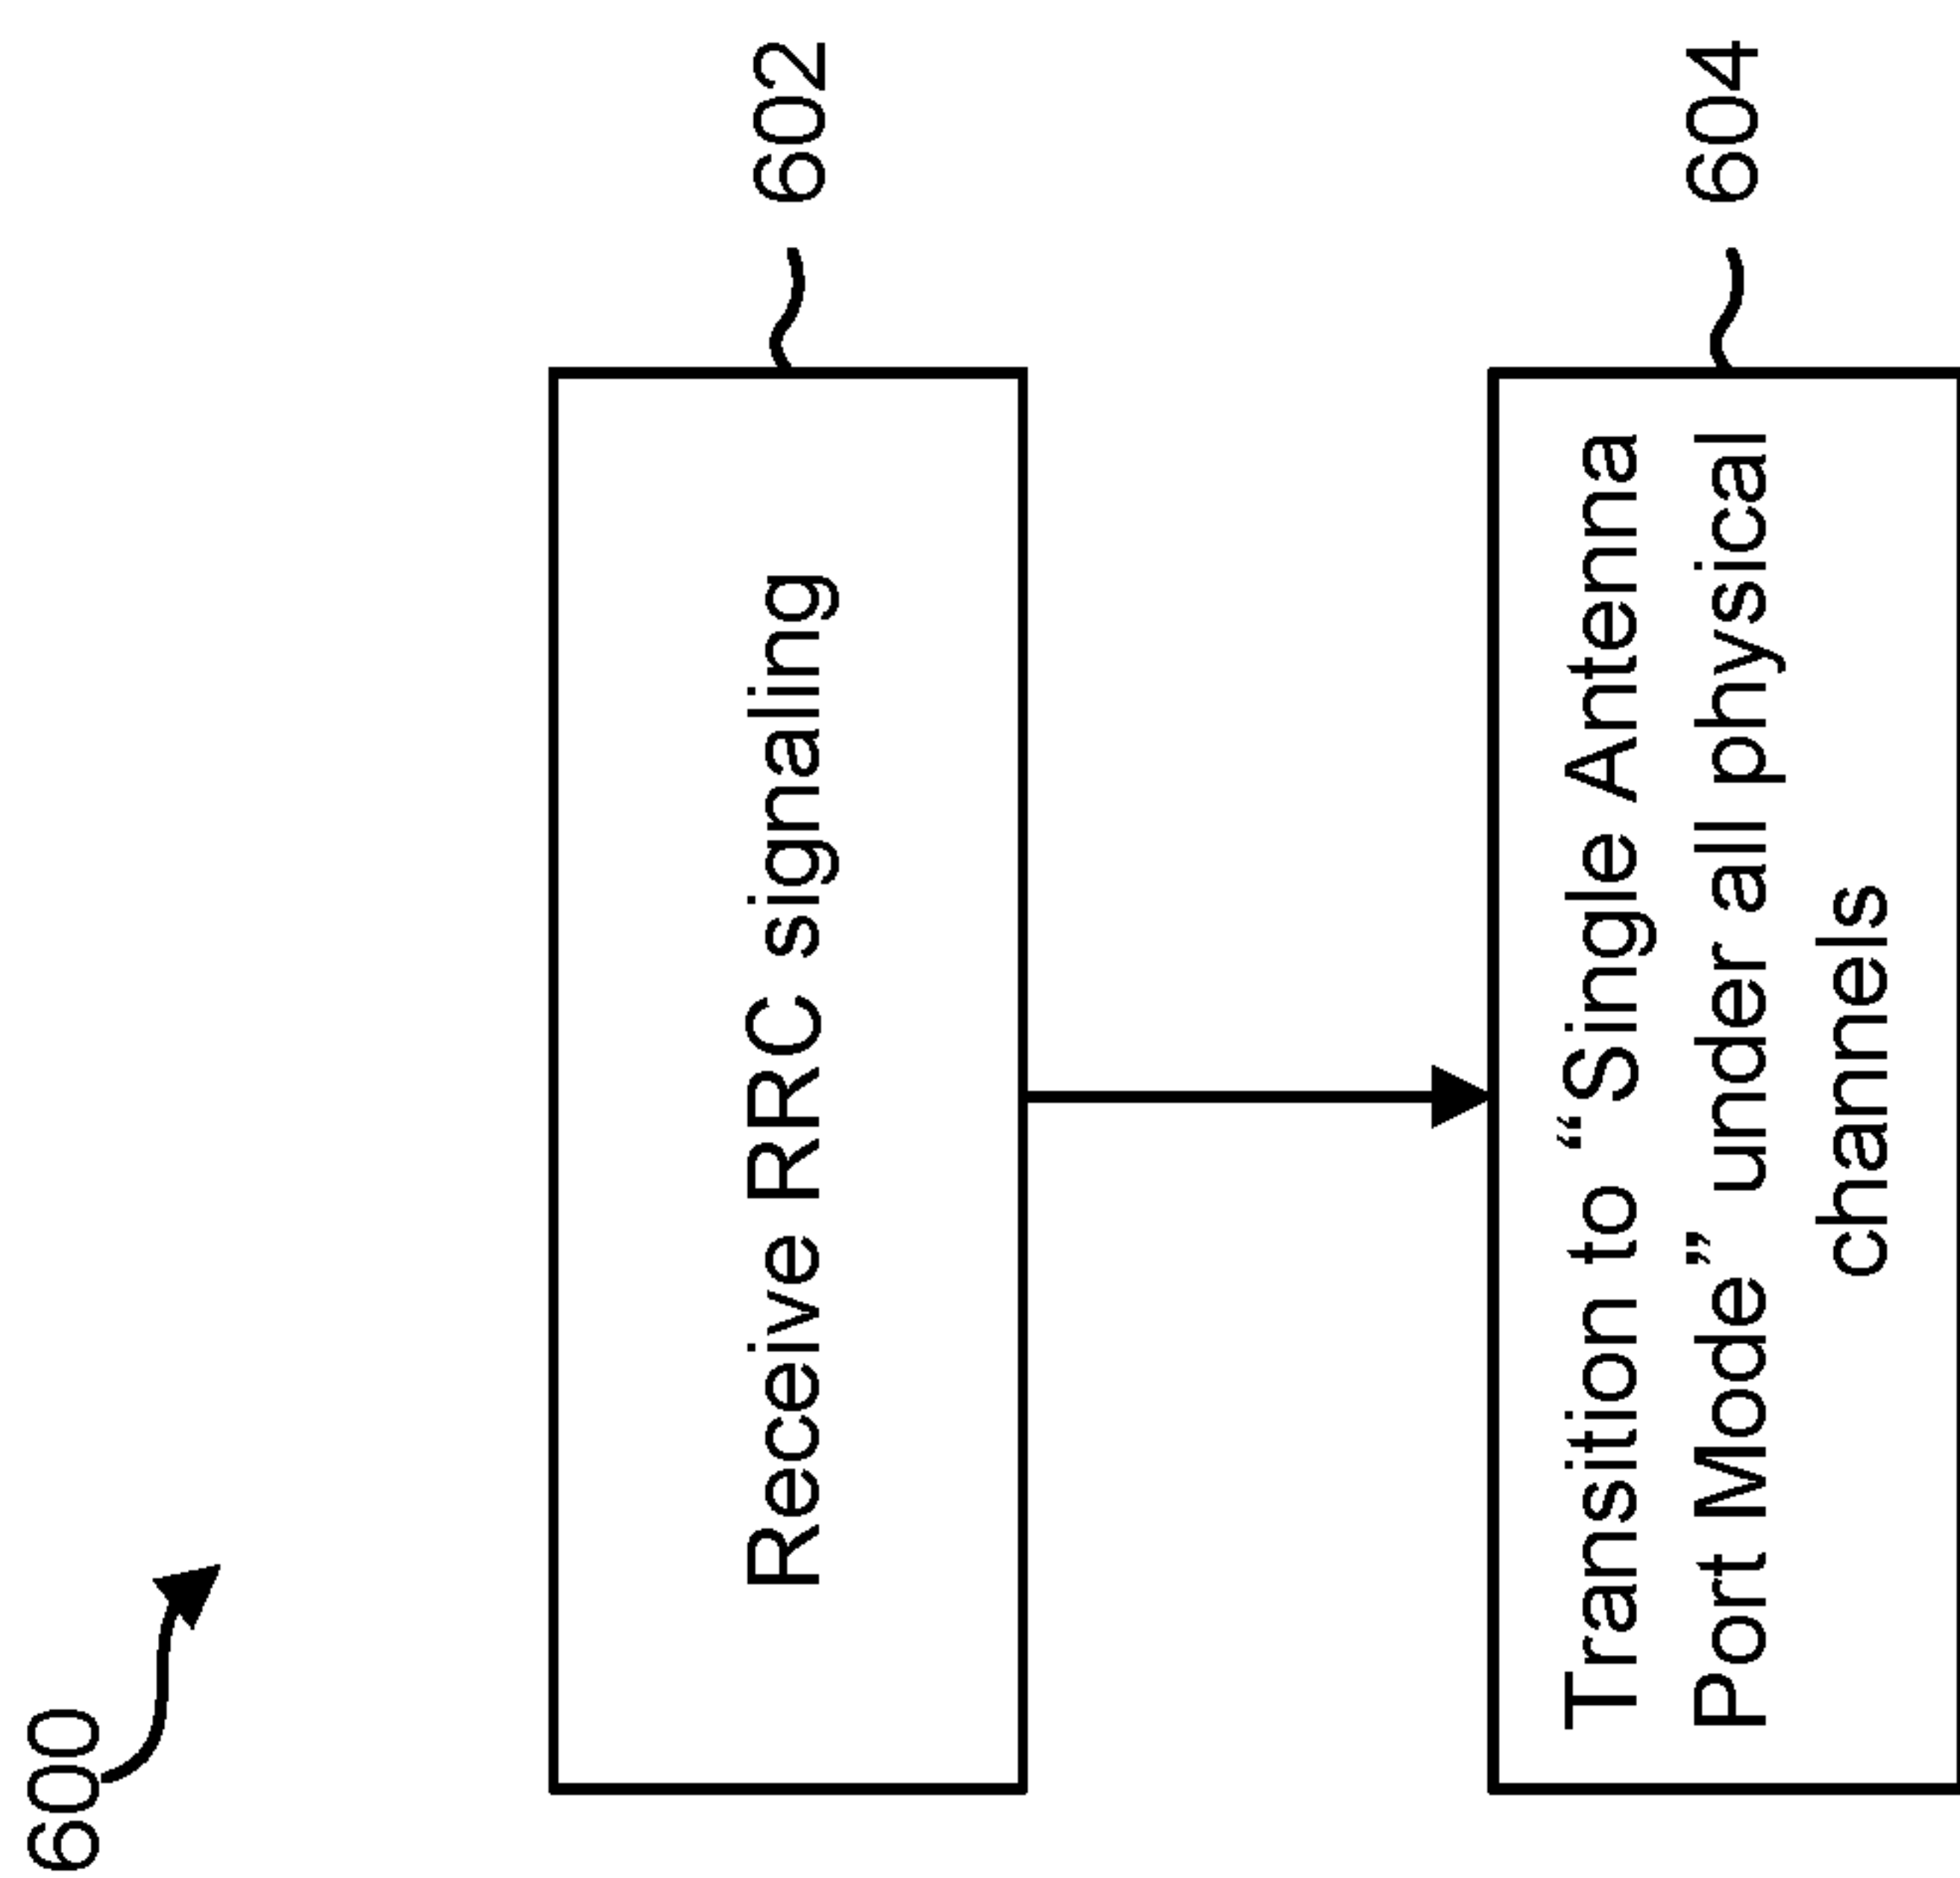 600
Receive RRC signaling
602
Transition to “Single Antenna
Port Mode” under all physical
channels
604